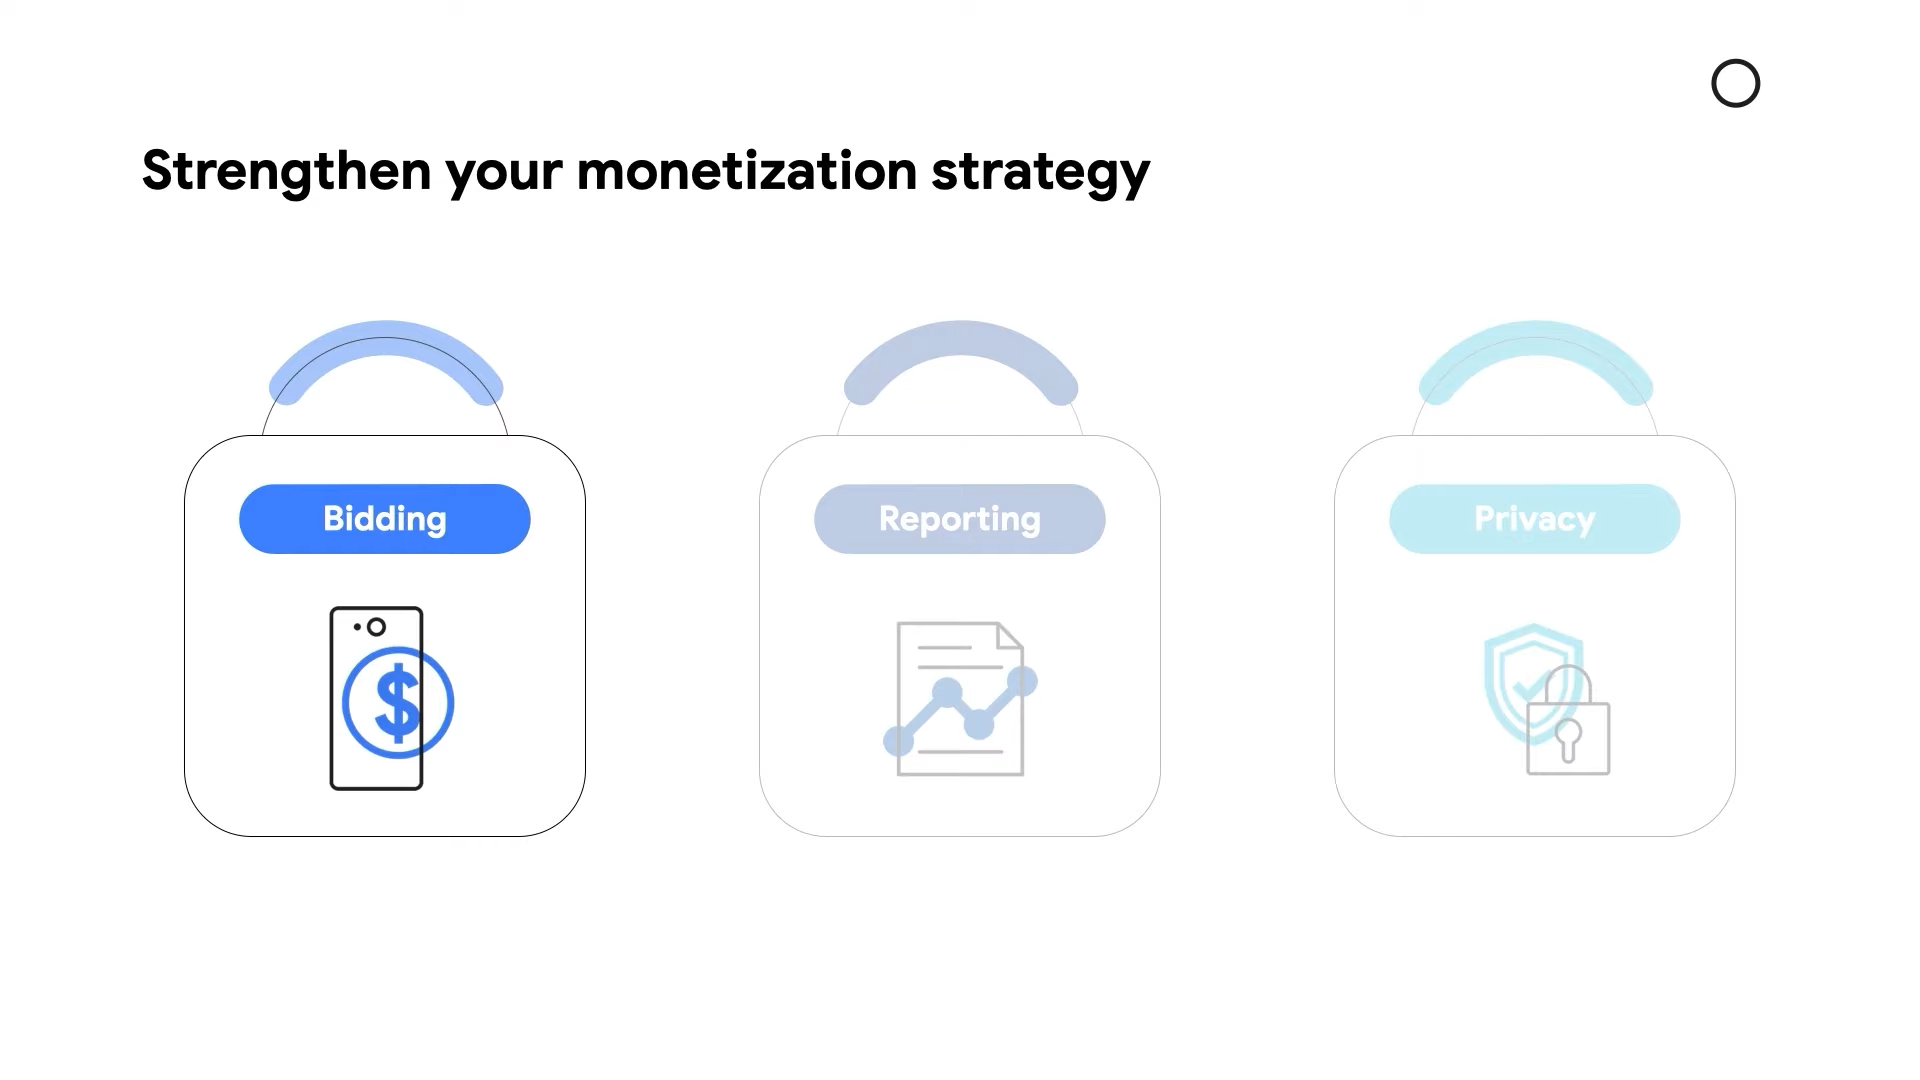 Strengthen your monetization strategy
Bidding
Reporting
Privacy
$